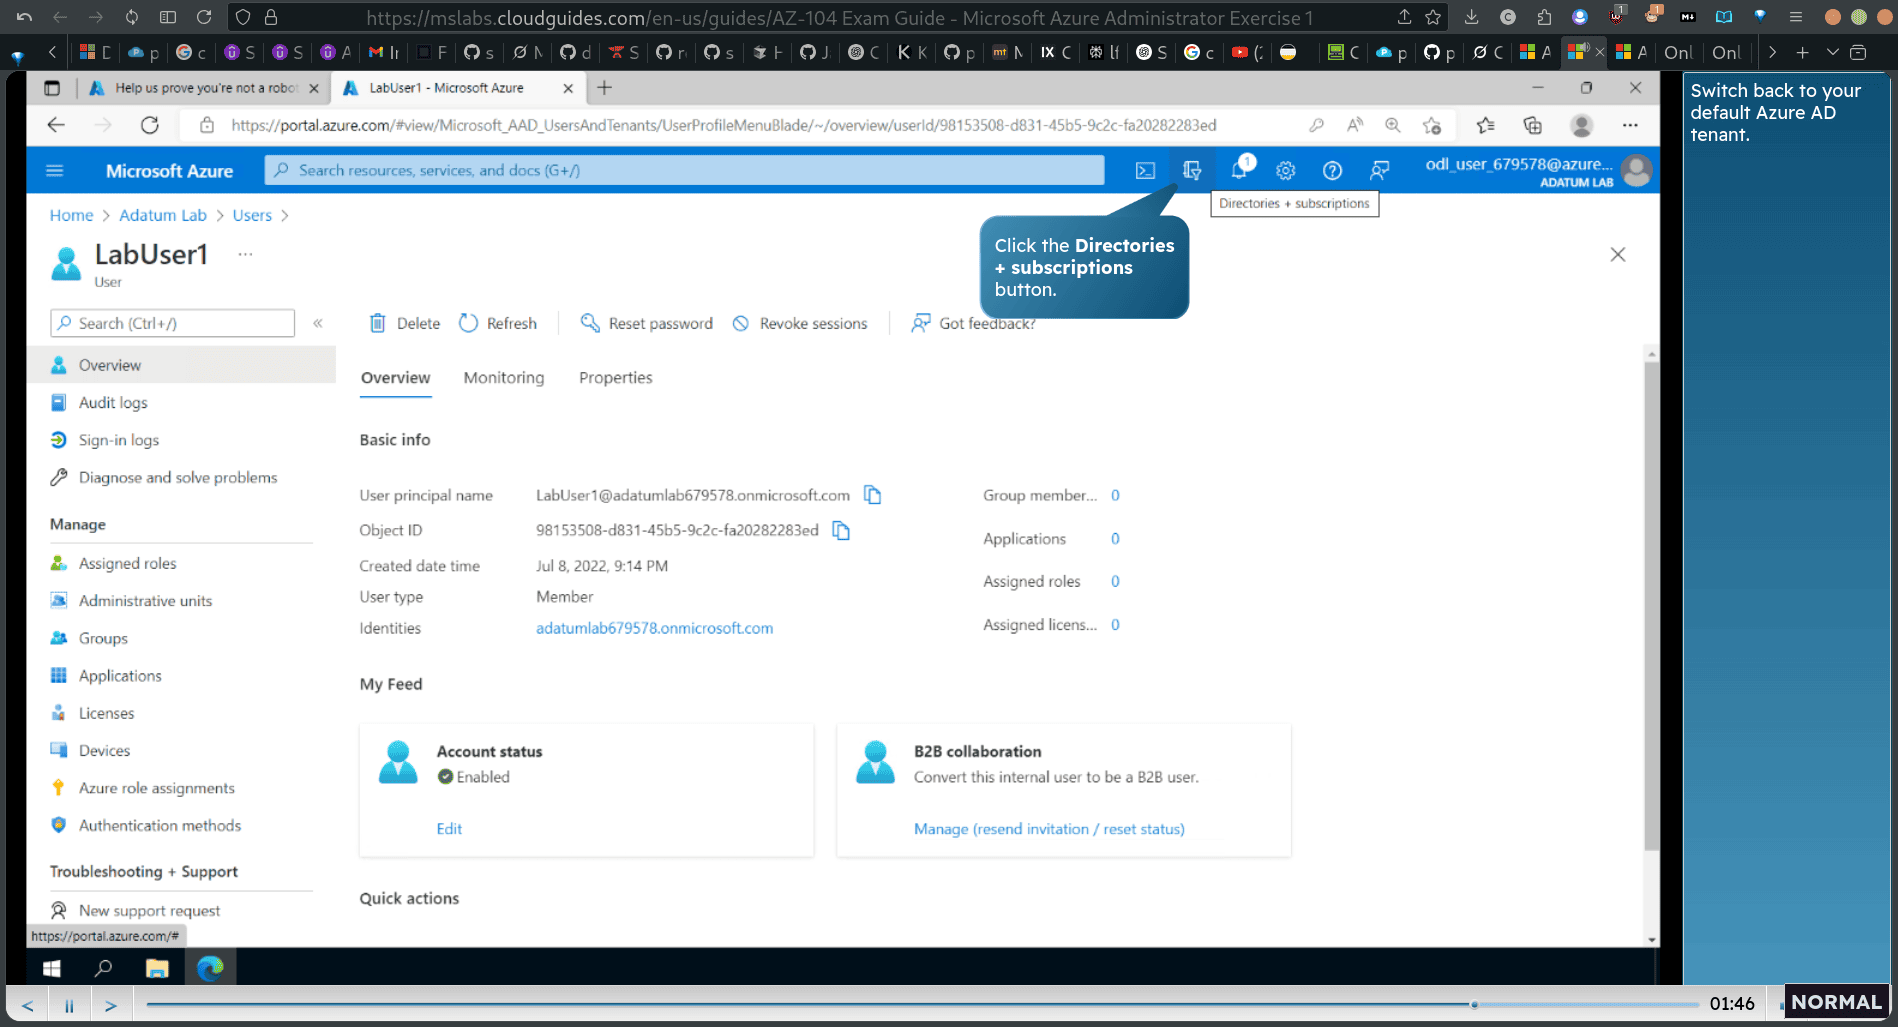 https://mslabs.cloudguides.com/en-us/guides/AZ-104 Exam Guide - Microsoft Azure Administrator Exercise 1
Onl
Onl
Help us prove you're not a robot
LabUser1 - Microsoft Azure
https://portal.azure.com/#view/Microsoft_AAD_UsersAndTenants/UserProfileMenuBlade/~/overview/userId/98153508-d831-45b5-9c2c-fa20282283ed
Microsoft Azure
Search resources, services, and docs (G+/)
1
odl_user_679578@azure...
ADATUM LAB
Directories + subscriptions
Home > Adatum Lab > Users >
LabUser1
...
User
Click the Directories
+ subscriptions
button.
Search (Ctrl+/)
«
Delete
Refresh
Reset password
Revoke sessions
Got feedback?
Overview
Audit logs
Sign-in logs
Diagnose and solve problems
Manage
Assigned roles
Administrative units
Groups
Applications
Licenses
Devices
Azure role assignments
Authentication methods
Troubleshooting + Support
New support request
https://portal.azure.com/#
Overview
Monitoring
Properties
Basic info
User principal name
LabUser1@adatumlab679578.onmicrosoft.com
Object ID
98153508-d831-45b5-9c2c-fa20282283ed
Created date time
Jul 8, 2022, 9:14 PM
User type
Member
Identities
adatumlab679578.onmicrosoft.com
Group member... 0
Applications 0
Assigned roles 0
Assigned licens... 0
My Feed
Account status
Enabled
Edit
B2B collaboration
Convert this internal user to be a B2B user.
Manage (resend invitation / reset status)
Quick actions
Switch back to your
default Azure AD
tenant.
01:46
NORMAL